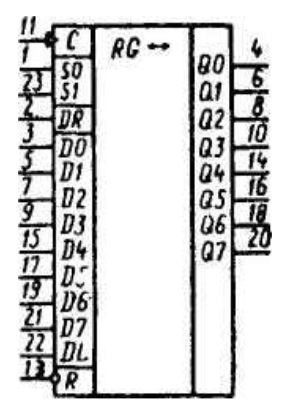 11 C RG ↔
1 S0 Q0 4
23 S1 Q1 6
2 DR Q2 8
3 D0 Q3 10
5 D1 Q4 14
7 D2 Q5 16
9 D3 Q6 18
15 D4 Q7 20
17 D5
19 D6
21 D7
22 DL
13 R